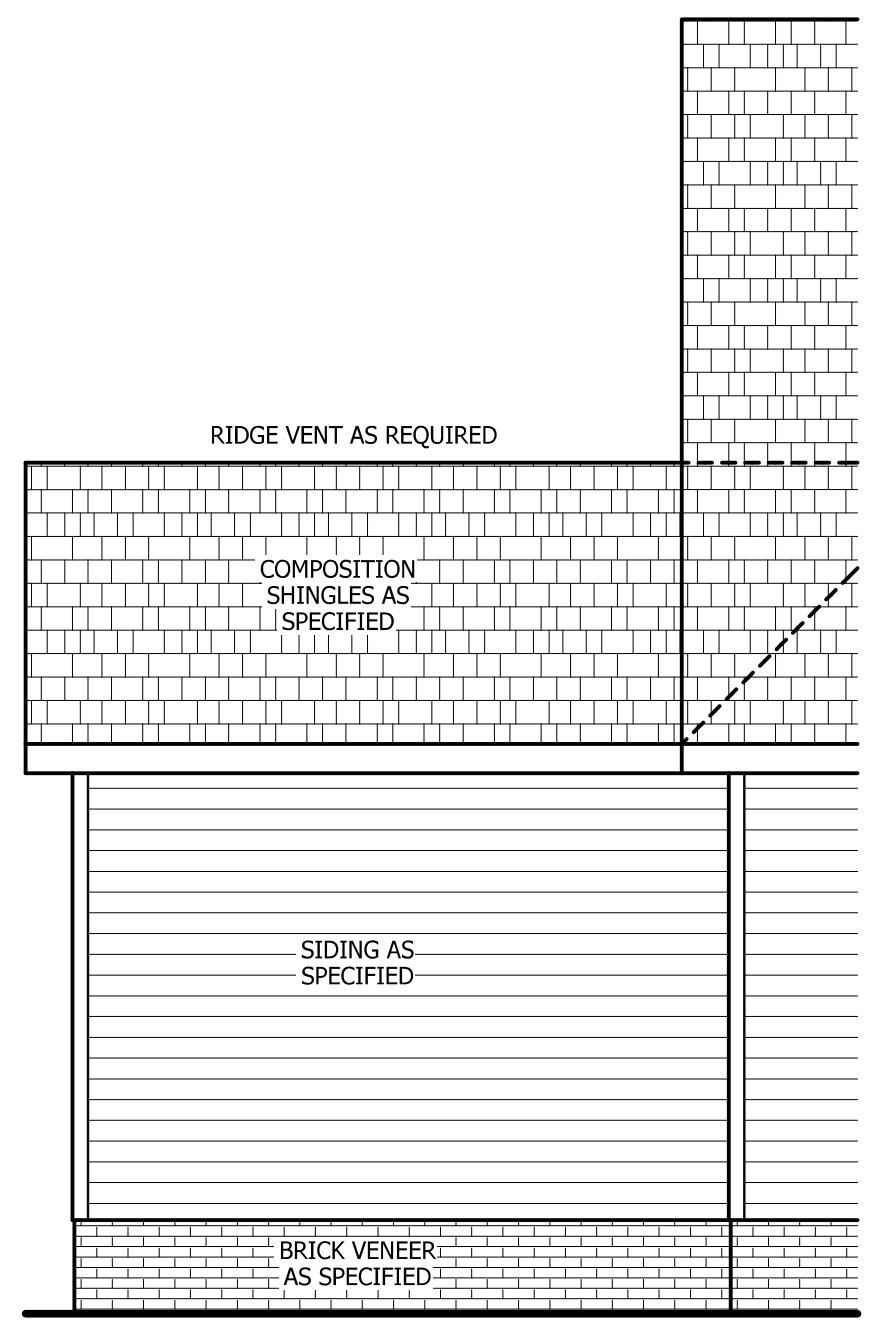 RIDGE VENT AS REQUIRED
COMPOSITION
SHINGLES AS
SPECIFIED
SIDING AS
SPECIFIED
BRICK VENEER
AS SPECIFIED